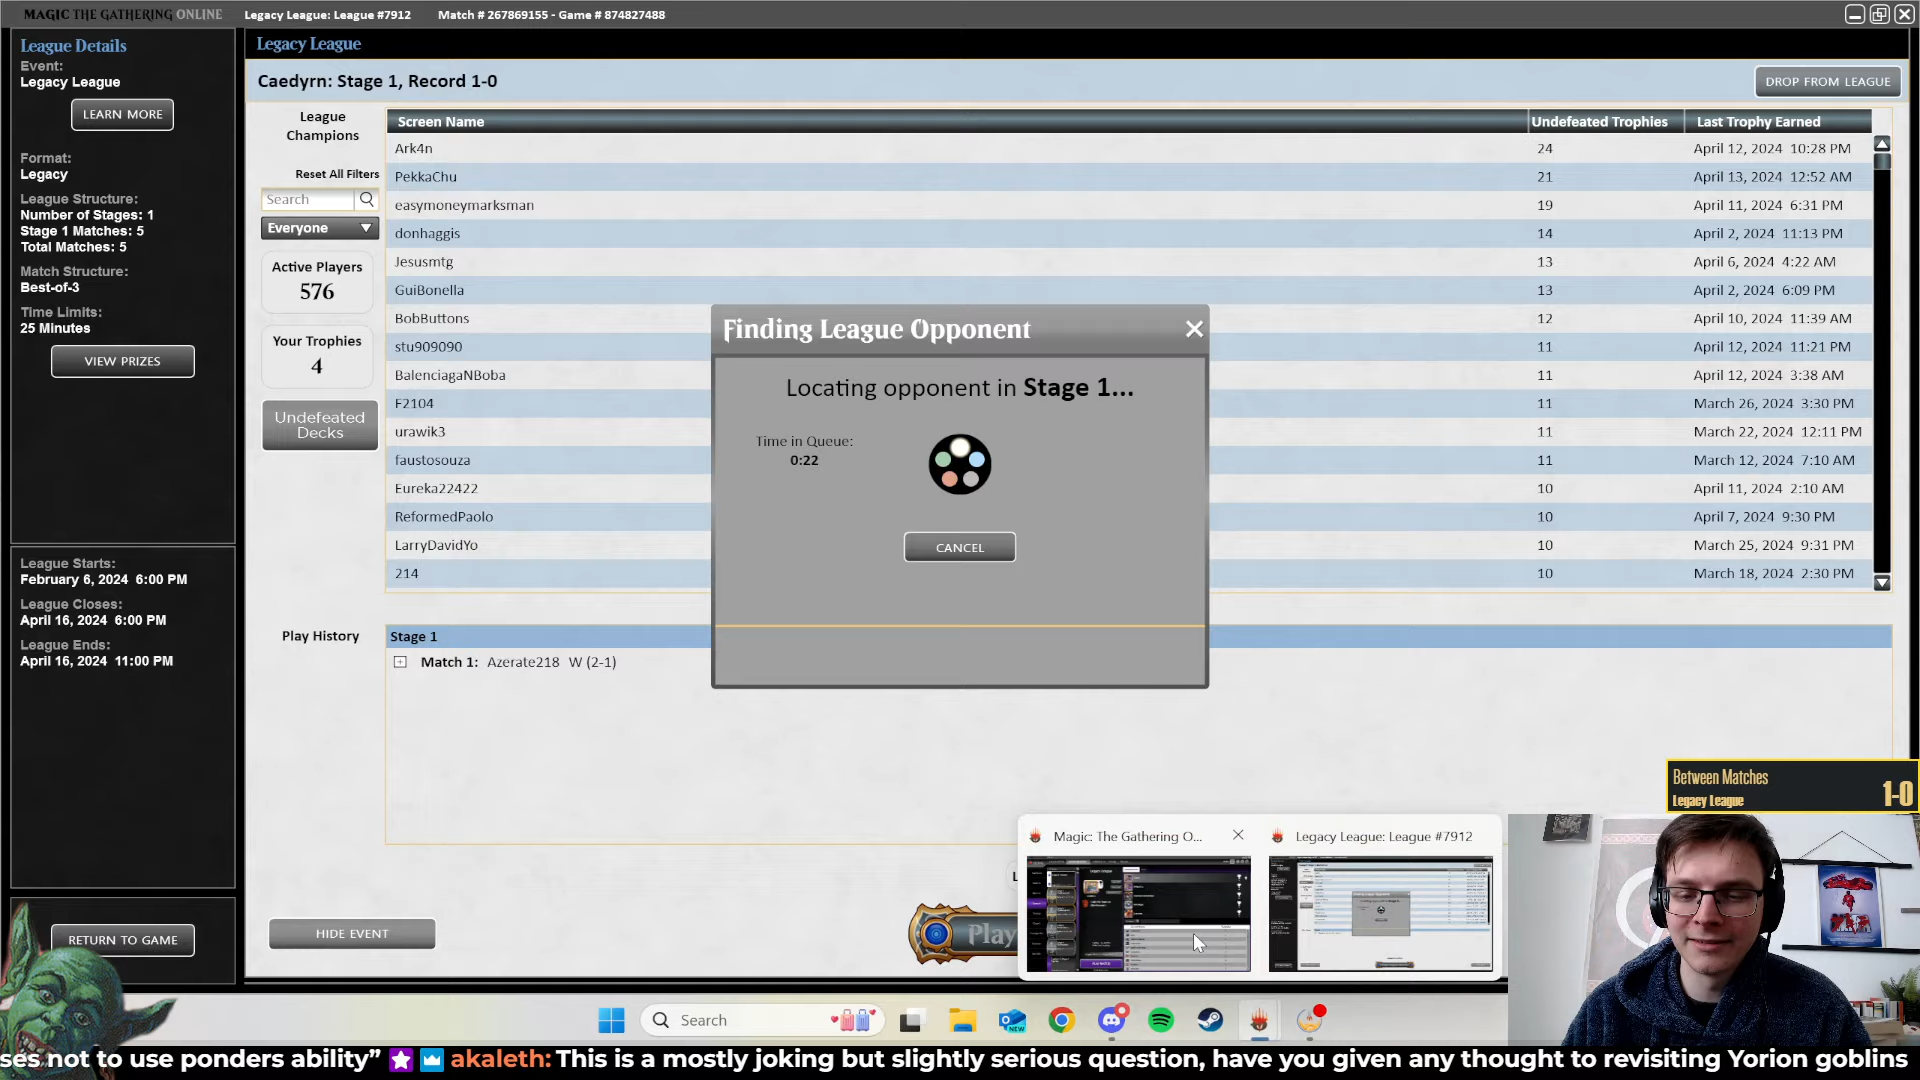 MAGIC THE GATHERING ONLINE
Legacy League: League #7912
Match # 267869155 - Game # 874827488
League Details
Event:
Legacy League
LEARN MORE
Format:
Legacy
League Structure:
Number of Stages: 1
Stage 1 Matches: 5
Total Matches: 5
Match Structure:
Best-of-3
Time Limits:
25 Minutes
VIEW PRIZES
League Starts:
February 6, 2024 6:00 PM
League Closes:
April 16, 2024 6:00 PM
League Ends:
April 16, 2024 11:00 PM
RETURN TO GAME
Legacy League
Caedyrn: Stage 1, Record 1-0
DROP FROM LEAGUE
League
Champions
Reset All Filters
Search
Everyone
Active Players
576
Your Trophies
4
Undefeated
Decks
Screen Name Undefeated Trophies Last Trophy Earned
Ark4n 24 April 12, 2024 10:28 PM
PekkaChu 21 April 13, 2024 12:52 AM
easymoneymarksman 19 April 11, 2024 6:31 PM
donhaggis 14 April 2, 2024 11:13 PM
Jesusmtg 13 April 6, 2024 4:22 AM
GuiBonella 13 April 2, 2024 6:09 PM
BobButtons 12 April 10, 2024 11:39 AM
stu909090 11 April 12, 2024 11:21 PM
BalenciagaNBoba 11 April 12, 2024 3:38 AM
F2104 11 March 26, 2024 3:30 PM
urawik3 11 March 22, 2024 12:11 PM
faustosouza 11 March 12, 2024 7:10 AM
Eureka22422 10 April 11, 2024 2:10 AM
ReformedPaolo 10 April 7, 2024 9:30 PM
LarryDavidYo 10 March 25, 2024 9:31 PM
214 10 March 18, 2024 2:30 PM
Finding League Opponent
Locating opponent in Stage 1...
Time in Queue:
0:22
CANCEL
Play History
Stage 1
Match 1: Azerate218 W (2-1)
HIDE EVENT
Play
Magic: The Gathering O...
Legacy League: League #7912
Between Matches
Legacy League
1-0
Search
NEW
ses not to use ponders ability” akaleth: This is a mostly joking but slightly serious question, have you given any thought to revisiting Yorion goblins